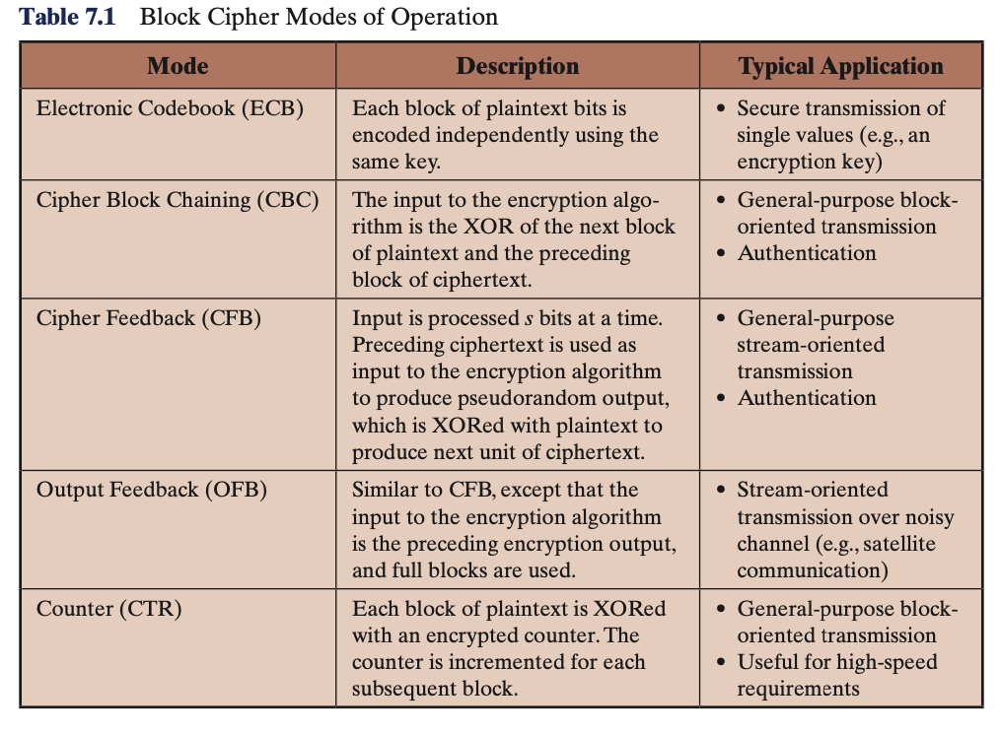 Table 7.1 Block Cipher Modes of Operation
Mode Description Typical Application
Electronic Codebook (ECB)
Each block of plaintext bits is
encoded independently using the
same key.
• Secure transmission of
single values (e.g., an
encryption key)
Cipher Block Chaining (CBC)
The input to the encryption algo-
rithm is the XOR of the next block
of plaintext and the preceding
block of ciphertext.
• General-purpose block-
oriented transmission
• Authentication
Cipher Feedback (CFB)
Input is processed s bits at a time.
Preceding ciphertext is used as
input to the encryption algorithm
to produce pseudorandom output,
which is XORed with plaintext to
produce next unit of ciphertext.
• General-purpose
stream-oriented
transmission
• Authentication
Output Feedback (OFB)
Similar to CFB, except that the
input to the encryption algorithm
is the preceding encryption output,
and full blocks are used.
• Stream-oriented
transmission over noisy
channel (e.g., satellite
communication)
Counter (CTR)
Each block of plaintext is XORed
with an encrypted counter. The
counter is incremented for each
subsequent block.
• General-purpose block-
oriented transmission
• Useful for high-speed
requirements